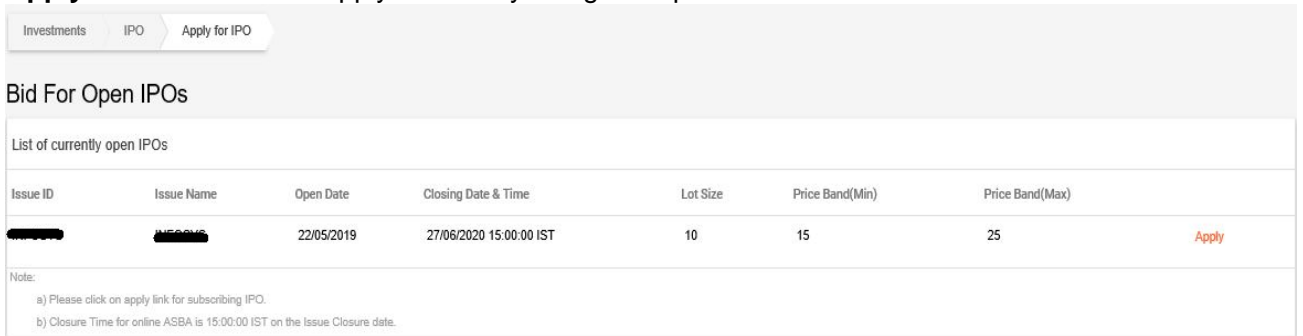 Investments IPO Apply for IPO
Bid For Open IPOs
List of currently open IPOs
Issue ID Issue Name Open Date Closing Date & Time Lot Size Price Band(Min) Price Band(Max)
22/05/2019 27/06/2020 15:00:00 IST 10 15 25 Apply
Note:
a) Please click on apply link for subscribing IPO.
b) Closure Time for online ASBA is 15:00:00 IST on the Issue Closure date.